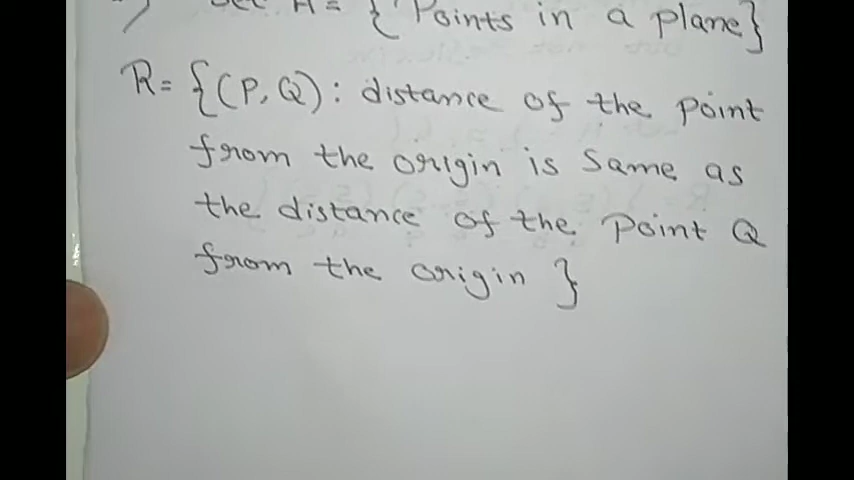 Set A = { Points in a plane}
R= {(P, Q) : distance of the point
from the origin is same as
the distance of the point Q
from the origin }